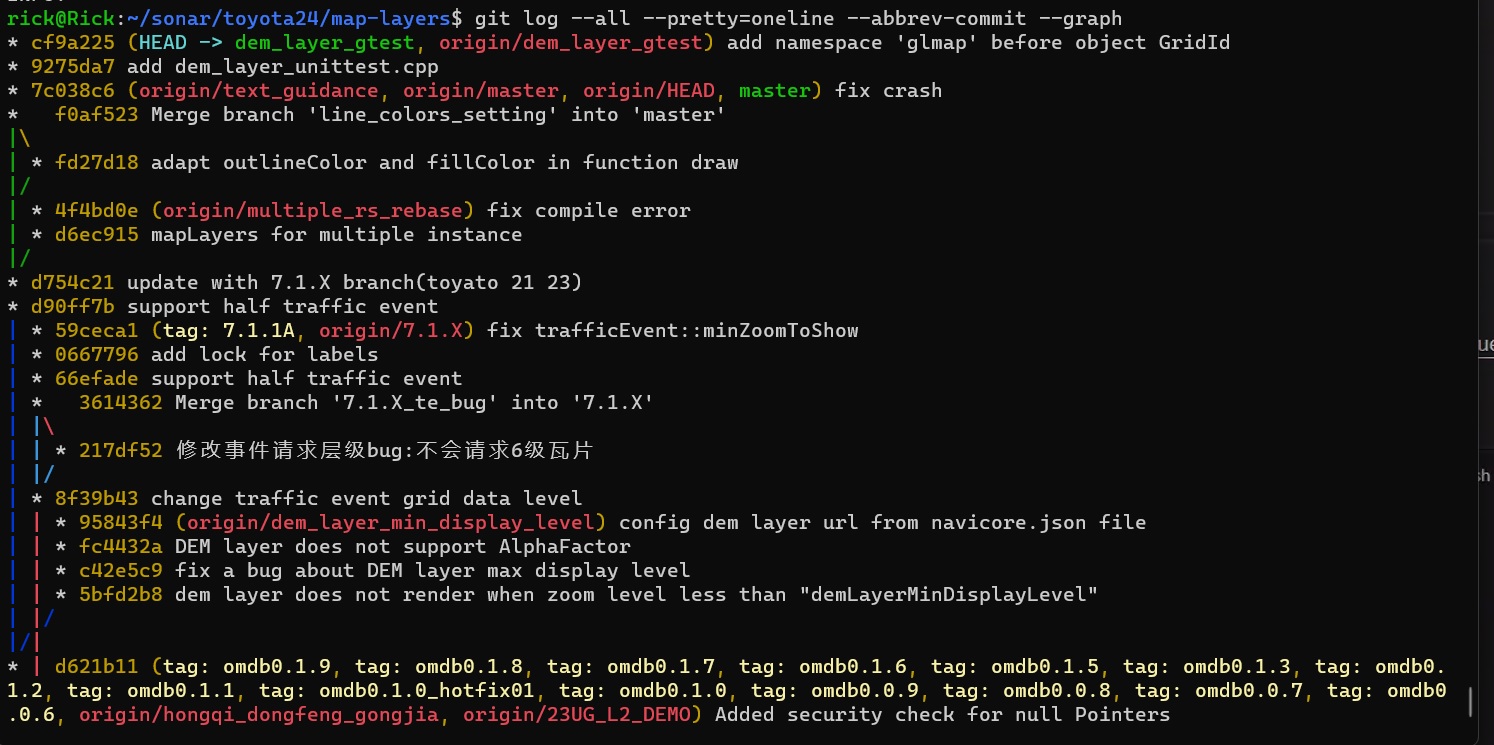 rick@Rick:~/sonar/toyota24/map-layers$ git log --all --pretty=oneline --abbrev-commit --graph
* cf9a225 (HEAD -> dem_layer_gtest, origin/dem_layer_gtest) add namespace 'glmap' before object GridId
* 9275da7 add dem_layer_unittest.cpp
* 7c038c6 (origin/text_guidance, origin/master, origin/HEAD, master) fix crash
*   f0af523 Merge branch 'line_colors_setting' into 'master'
|\
| * fd27d18 adapt outlineColor and fillColor in function draw
|/
| * 4f4bd0e (origin/multiple_rs_rebase) fix compile error
| * d6ec915 mapLayers for multiple instance
|/
* d754c21 update with 7.1.X branch(toyato 21 23)
* d90ff7b support half traffic event
| * 59ceca1 (tag: 7.1.1A, origin/7.1.X) fix trafficEvent::minZoomToShow
| * 0667796 add lock for labels
| * 66efade support half traffic event
| *   3614362 Merge branch '7.1.X_te_bug' into '7.1.X'
| |\
| | * 217df52 修改事件请求层级bug:不会请求6级瓦片
| |/
| * 8f39b43 change traffic event grid data level
| | * 95843f4 (origin/dem_layer_min_display_level) config dem layer url from navicore.json file
| | * fc4432a DEM layer does not support AlphaFactor
| | * c42e5c9 fix a bug about DEM layer max display level
| | * 5bfd2b8 dem layer does not render when zoom level less than "demLayerMinDisplayLevel"
| |/
|/|
* | d621b11 (tag: omdb0.1.9, tag: omdb0.1.8, tag: omdb0.1.7, tag: omdb0.1.6, tag: omdb0.1.5, tag: omdb0.1.3, tag: omdb0.
1.2, tag: omdb0.1.1, tag: omdb0.1.0_hotfix01, tag: omdb0.1.0, tag: omdb0.0.9, tag: omdb0.0.8, tag: omdb0.0.7, tag: omdb0
.0.6, origin/hongqi_dongfeng_gongjia, origin/23UG_L2_DEMO) Added security check for null Pointers